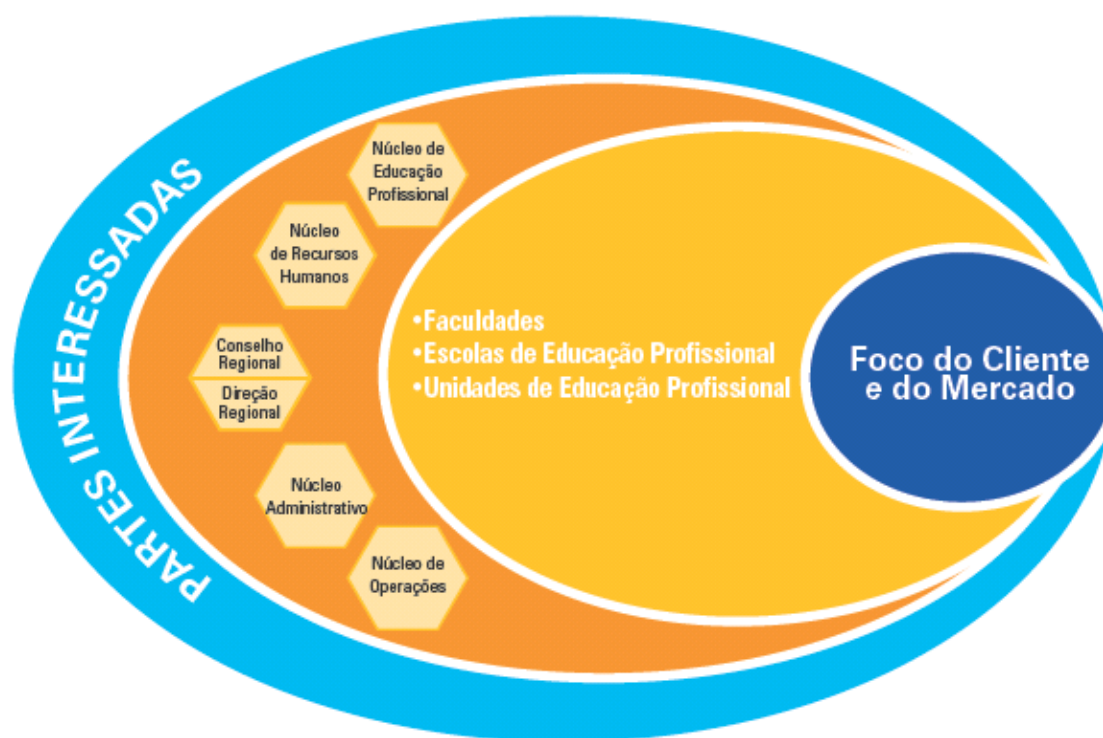 PARTES INTERESSADAS
Núcleo de
Educação
Profissional
Núcleo
de Recursos
Humanos
Conselho
Regional
Direção
Regional
Núcleo
Administrativo
Núcleo de
Operações
•Faculdades
•Escolas de Educação Profissional
•Unidades de Educação Profissional
Foco do Cliente
e do Mercado